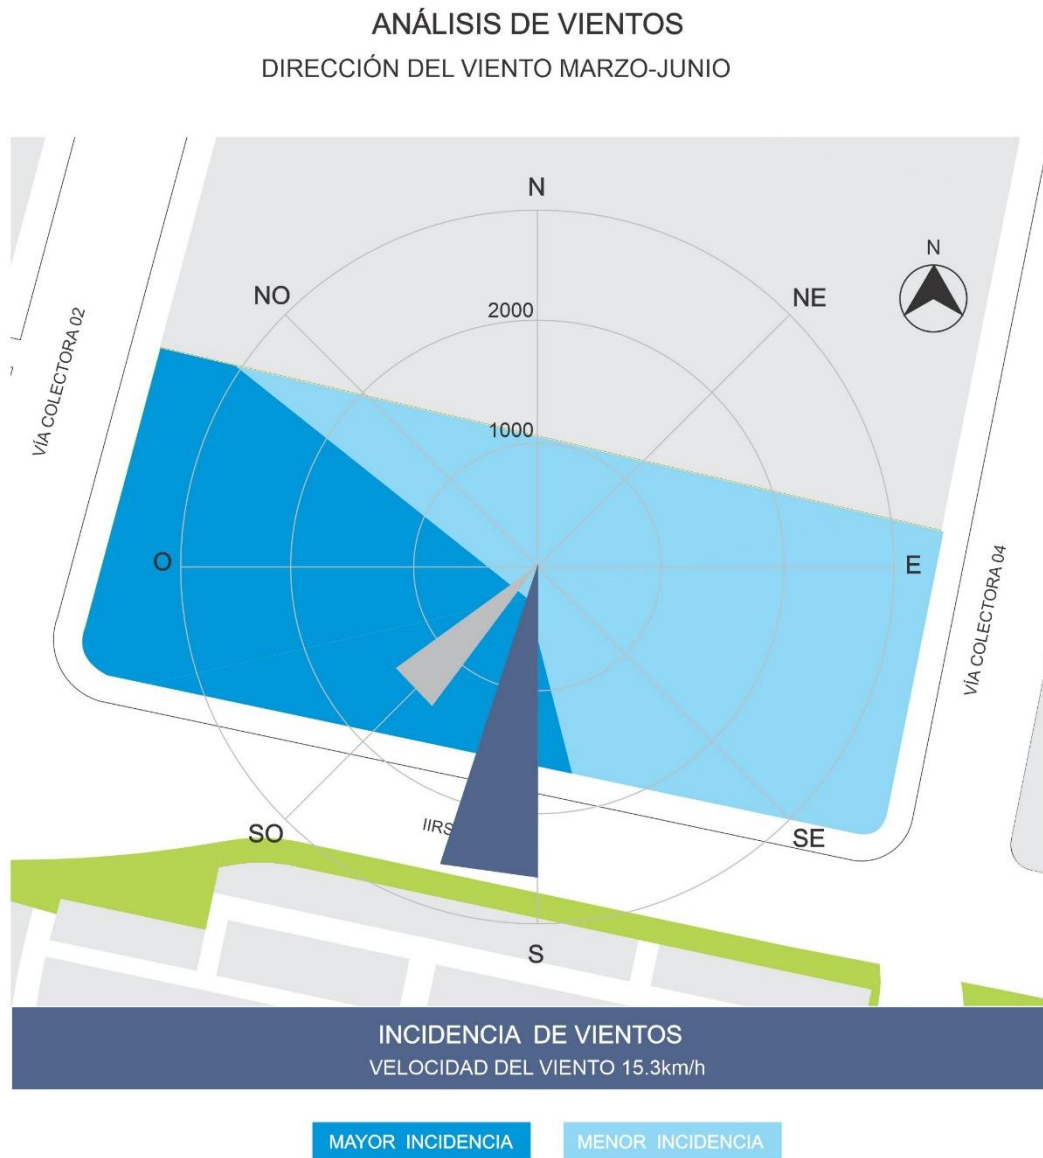 ANÁLISIS DE VIENTOS
DIRECCIÓN DEL VIENTO MARZO-JUNIO
N
N
NO
NE
2000
VÍA COLECTORA 02
1000
O
E
VÍA COLECTORA 04
IIRS
SO
SE
S
INCIDENCIA DE VIENTOS
VELOCIDAD DEL VIENTO 15.3km/h
MAYOR INCIDENCIA
MENOR INCIDENCIA